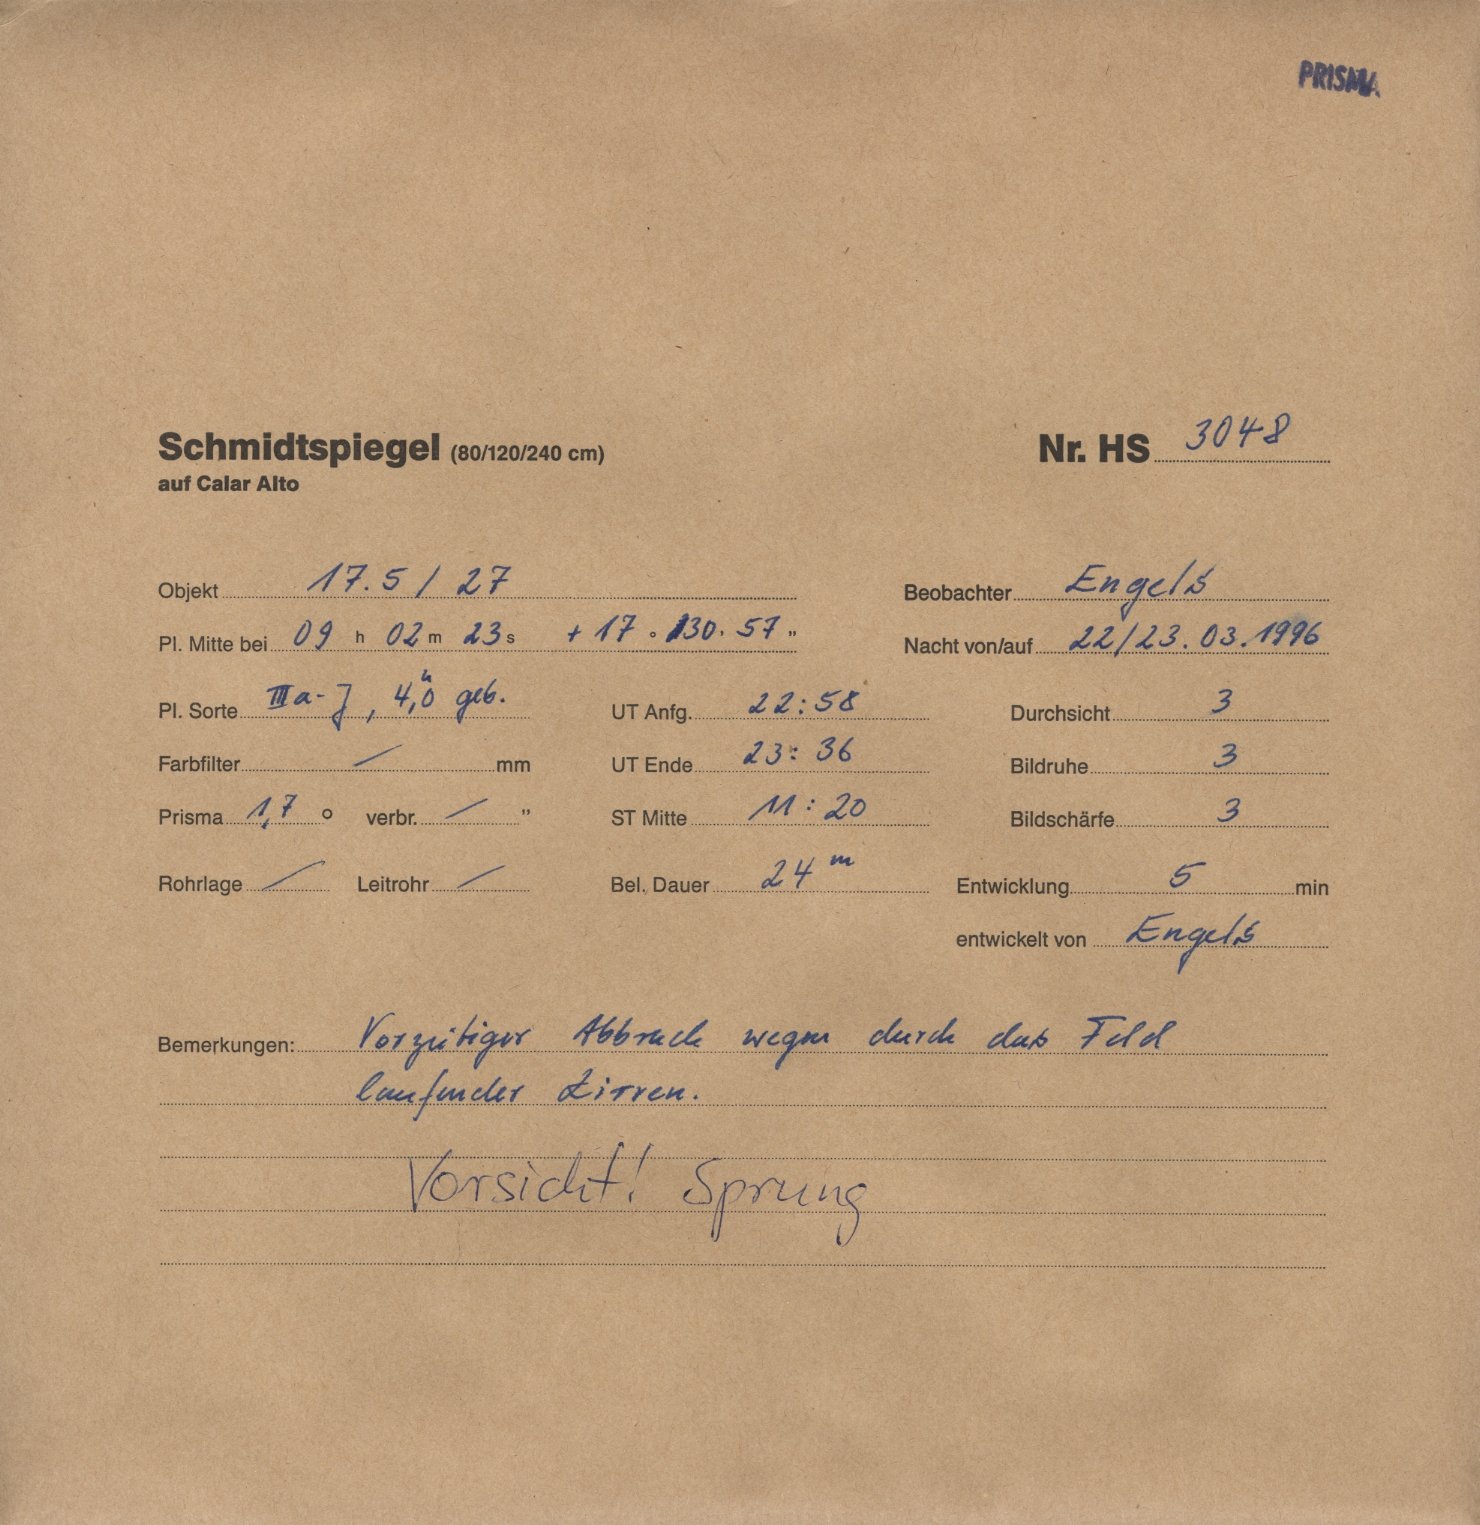 PRISMA
Schmidtspiegel (80/120/240 cm) Nr. HS 3048
auf Calar Alto
Objekt 17.5 / 27 Beobachter Engels
Pl. Mitte bei 09 h 02 m 23 s + 17 ° 30 ' 57 " Nacht von/auf 22/23.03.1996
Pl. Sorte IIIa-J, 4,0h geb. UT Anfg. 22:58 Durchsicht 3
Farbfilter / mm UT Ende 23:36 Bildruhe 3
Prisma 1,7 ° verbr. / " ST Mitte 11:20 Bildschärfe 3
Rohrlage / Leitrohr / Bel. Dauer 24 m Entwicklung 5 min
entwickelt von Engels
Bemerkungen: Vorzeitiger Abbruch wegen durch das Feld
laufender Zirren.
Vorsicht! Sprung